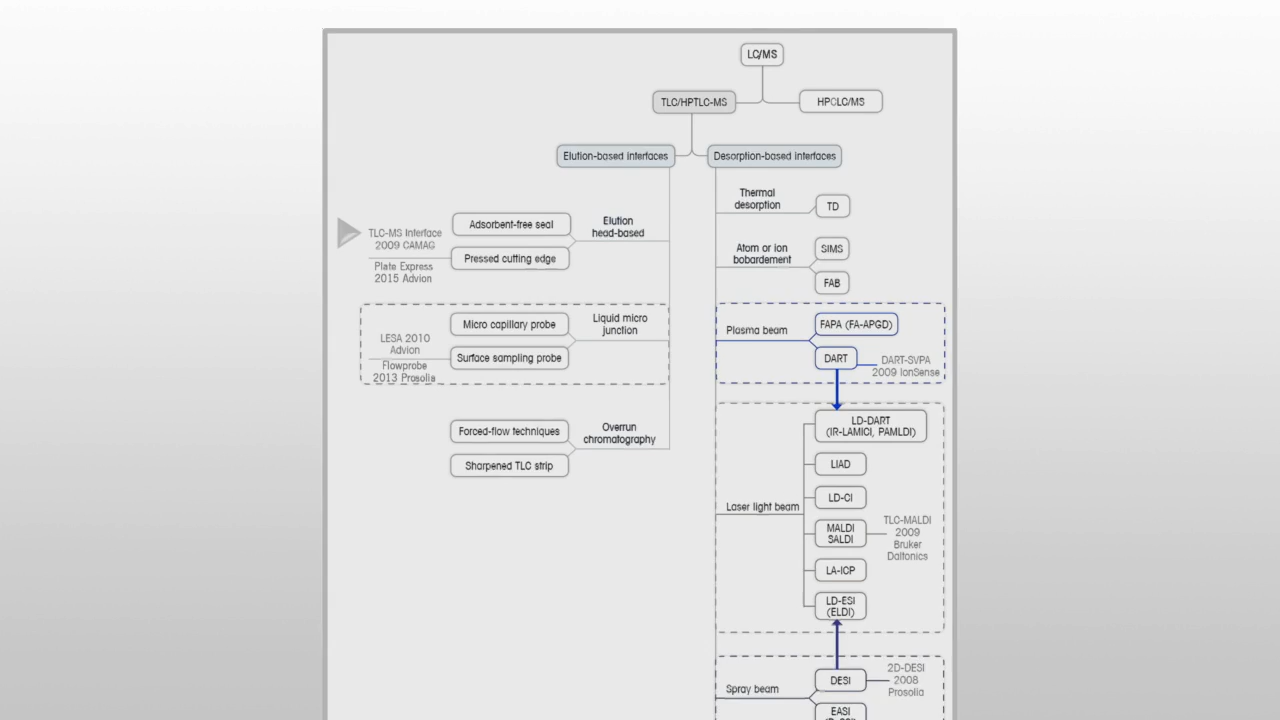 LC/MS
TLC/HPTLC-MS
HPCLC/MS
Elution-based interfaces
Desorption-based interfaces
Elution
head-based
Adsorbent-free seal
Pressed cutting edge
TLC-MS Interface
2009 CAMAG
Plate Express
2015 Advion
Liquid micro
junction
Micro capillary probe
Surface sampling probe
LESA 2010
Advion
Flowprobe
2013 Prosolia
Overrun
chromatography
Forced-flow techniques
Sharpened TLC strip
Thermal
desorption
TD
Atom or ion
bobardement
SIMS
FAB
Plasma beam
FAPA (FA-APGD)
DART
DART-SVPA
2009 IonSense
Laser light beam
LD-DART
(IR-LAMICI, PAMLDI)
LIAD
LD-CI
MALDI
SALDI
TLC-MALDI
2009
Bruker
Daltonics
LA-ICP
LD-ESI
(ELDI)
Spray beam
DESI
2D-DESI
2008
Prosolia
EASI